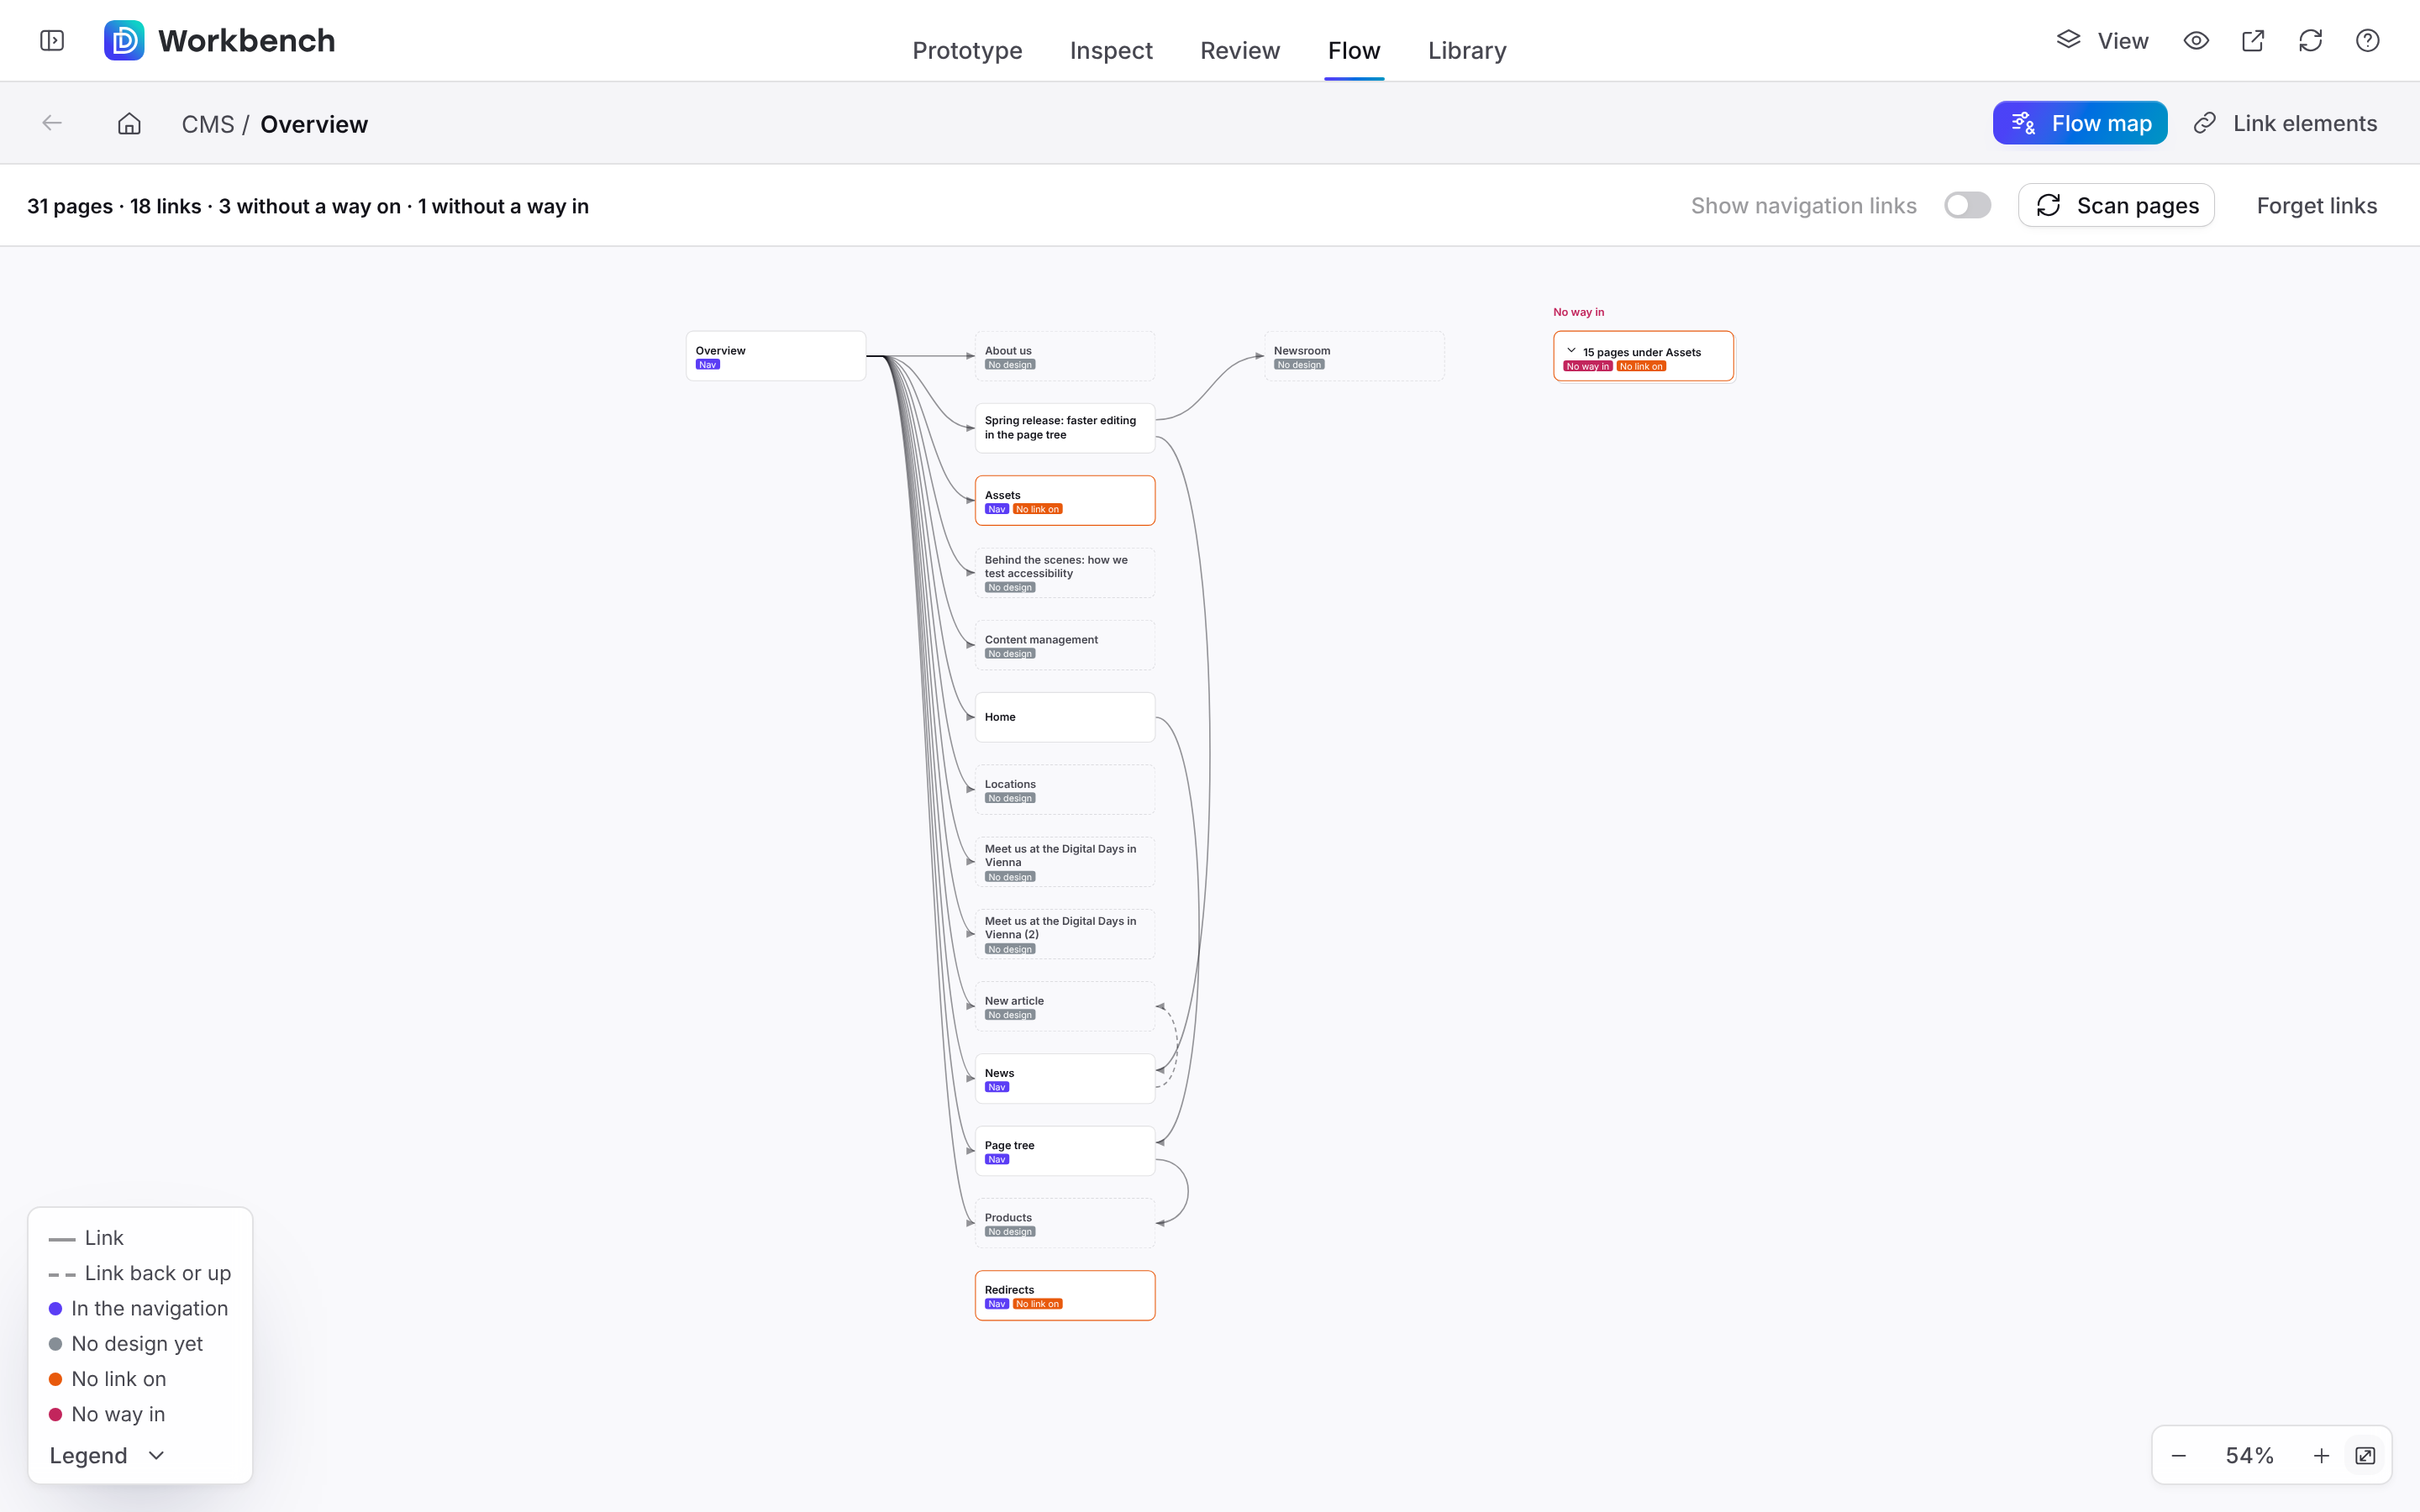 Workbench
Prototype
Inspect
Review
Flow
Library
View
CMS / Overview
Flow map
Link elements
31 pages · 18 links · 3 without a way on · 1 without a way in
Show navigation links
Scan pages
Forget links
No way in
Overview
Nav
About us
No design
Newsroom
No design
15 pages under Assets
No way in No link on
Spring release: faster editing
in the page tree
Assets
Nav No link on
Behind the scenes: how we
test accessibility
No design
Content management
No design
Home
Locations
No design
Meet us at the Digital Days in
Vienna
No design
Meet us at the Digital Days in
Vienna (2)
No design
New article
No design
News
Nav
Page tree
Nav
Products
No design
Redirects
Nav No link on
Link
Link back or up
In the navigation
No design yet
No link on
No way in
Legend
54%